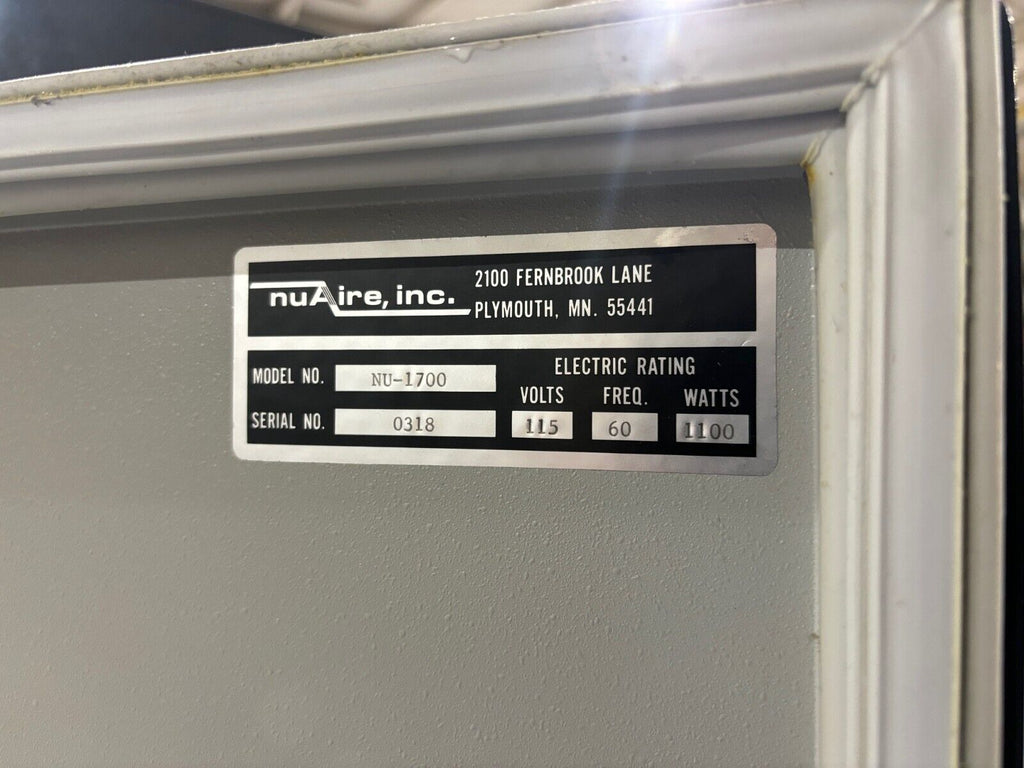 nuAire, inc.
2100 FERNBROOK LANE
PLYMOUTH, MN. 55441
MODEL NO. NU-1700
SERIAL NO. 0318
ELECTRIC RATING
VOLTS FREQ. WATTS
115 60 1100